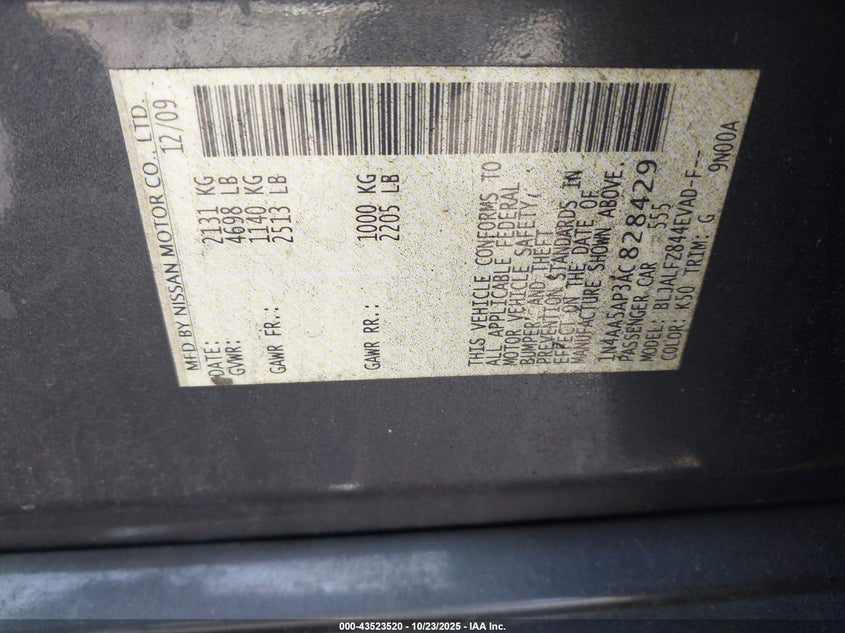 MFD BY NISSAN MOTOR CO., LTD.
DATE: 12/09
GVWR: 2131 KG
4698 LB
GAWR FR.: 1140 KG
2513 LB
GAWR RR.: 1000 KG
2205 LB
THIS VEHICLE CONFORMS TO
ALL APPLICABLE FEDERAL
MOTOR VEHICLE SAFETY,
BUMPER, AND THEFT
PREVENTION STANDARDS IN
EFFECT ON THE DATE OF
MANUFACTURE SHOWN ABOVE.
1N4AA5AP3AC828429
PASSENGER CAR 555
MODEL: BLJALFZ844EVAD-F--
COLOR: K50 TRIM: G 9N00A
000-43523520 • 10/23/2025 - IAA Inc.